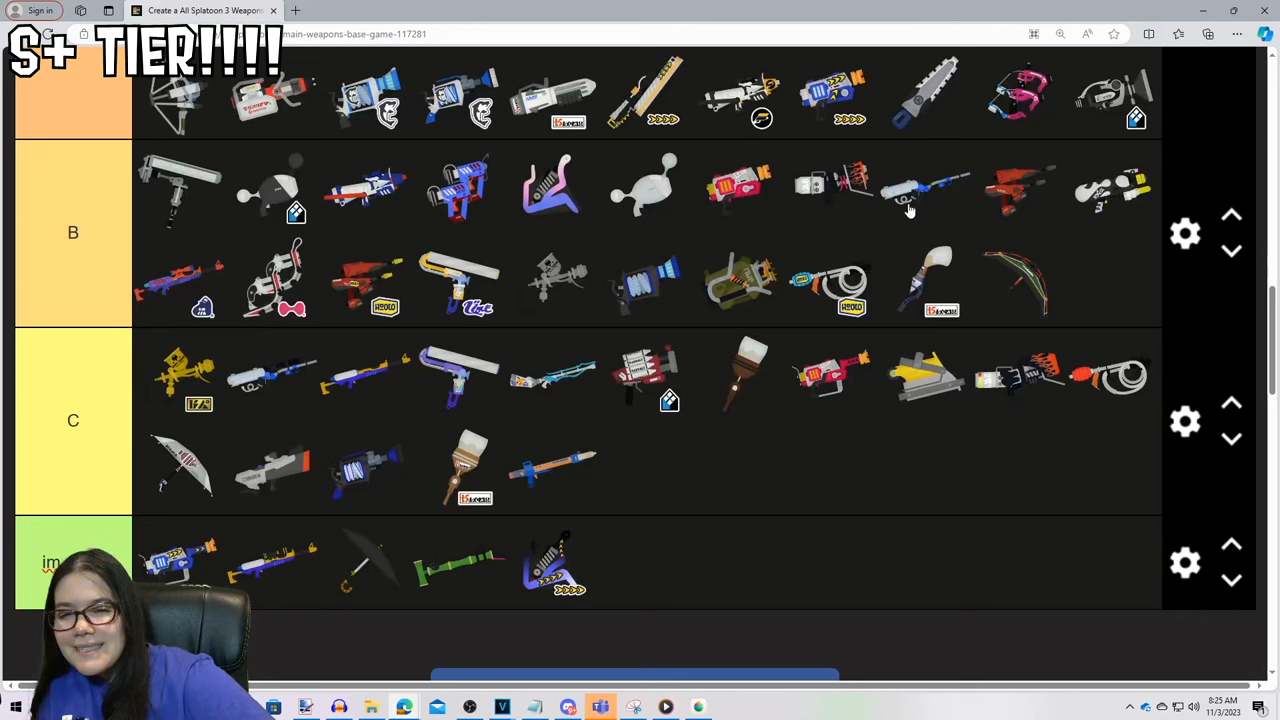 Sign in
Create a All Splatoon 3 Weapons
main-weapons-base-game-117281
S+ TIER!!!!
B
C
im
8:25 AM
11/3/2023